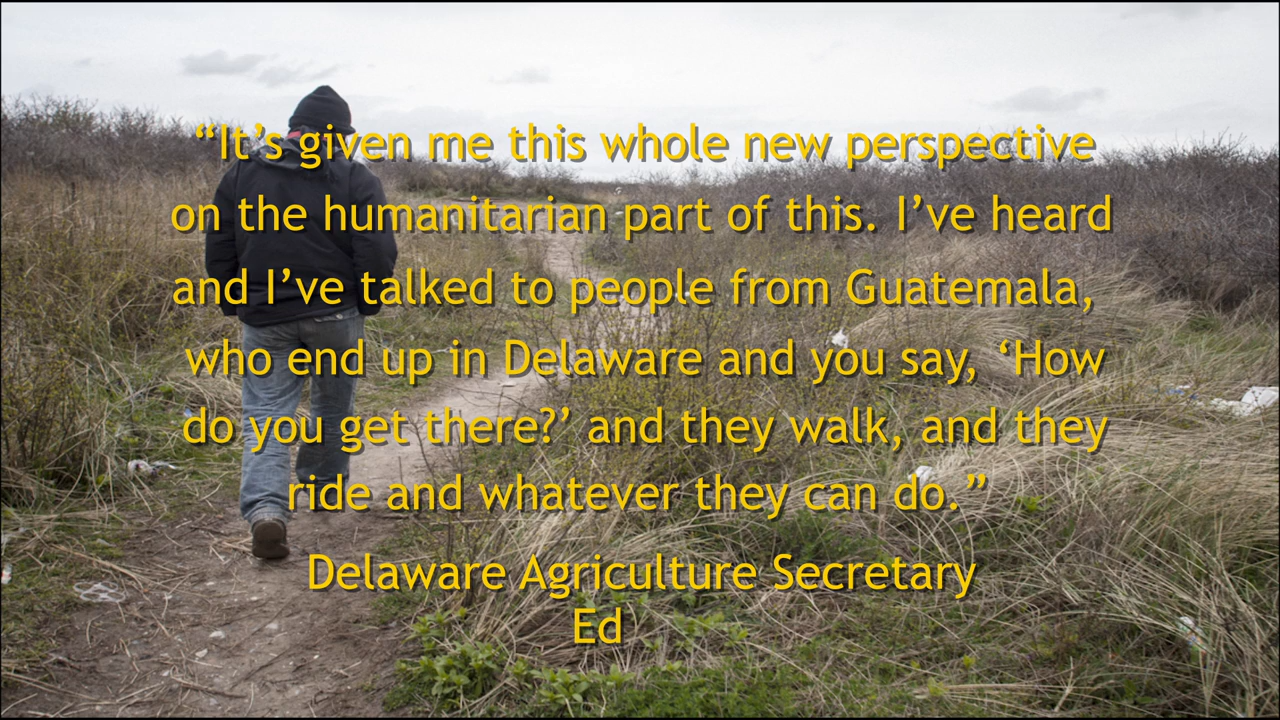 “It’s given me this whole new perspective
on the humanitarian part of this. I’ve heard
and I’ve talked to people from Guatemala,
who end up in Delaware and you say, ‘How
do you get there?’ and they walk, and they
ride and whatever they can do.”
Delaware Agriculture Secretary
Ed